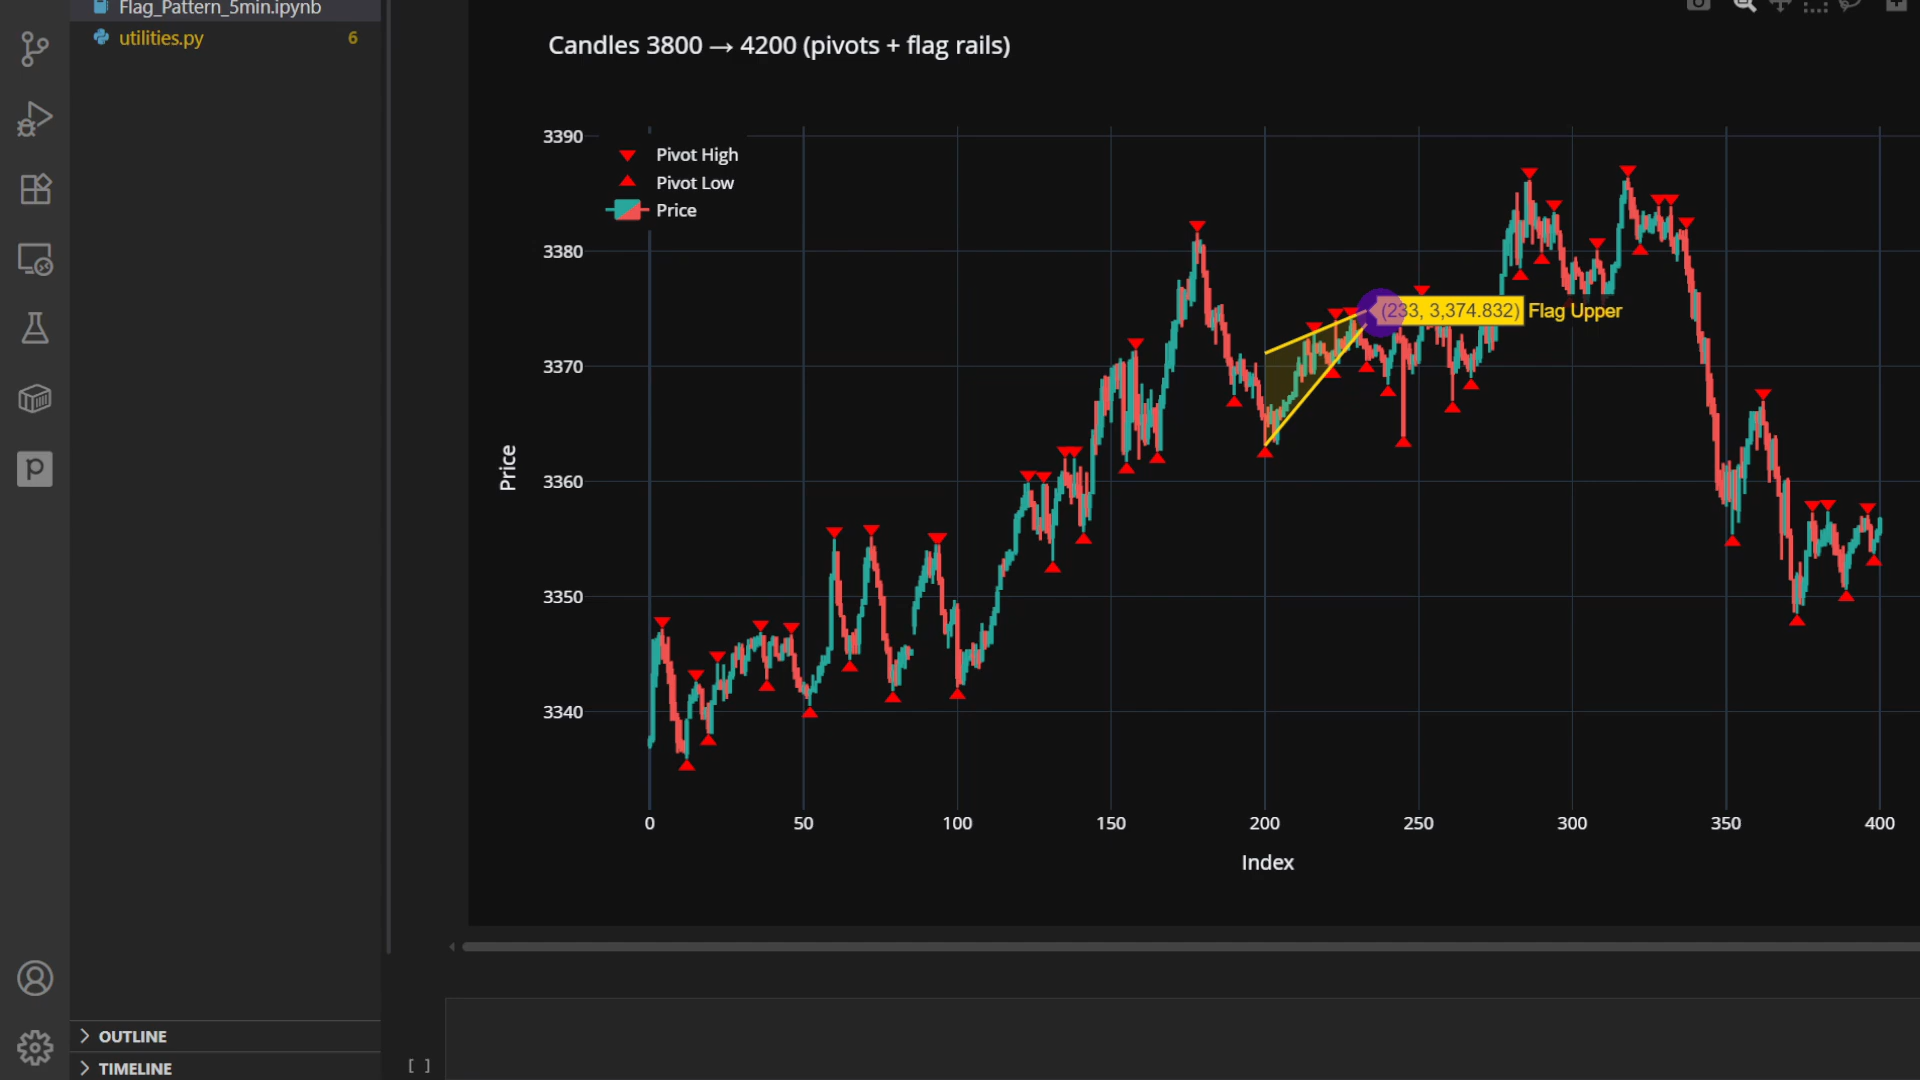 Flag_Pattern_5min.ipynb
utilities.py 6
Candles 3800 → 4200 (pivots + flag rails)
Pivot High
Pivot Low
Price
3390
3380
3370
3360
3350
3340
Price
(233, 3,374.832) Flag Upper
0 50 100 150 200 250 300 350 400
Index
OUTLINE
TIMELINE
[ ]